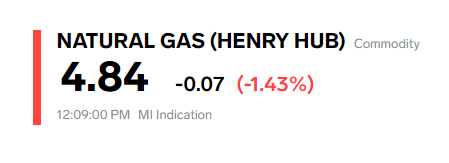 NATURAL GAS (HENRY HUB) Commodity
4.84 -0.07 (-1.43%)
12:09:00 PM MI Indication